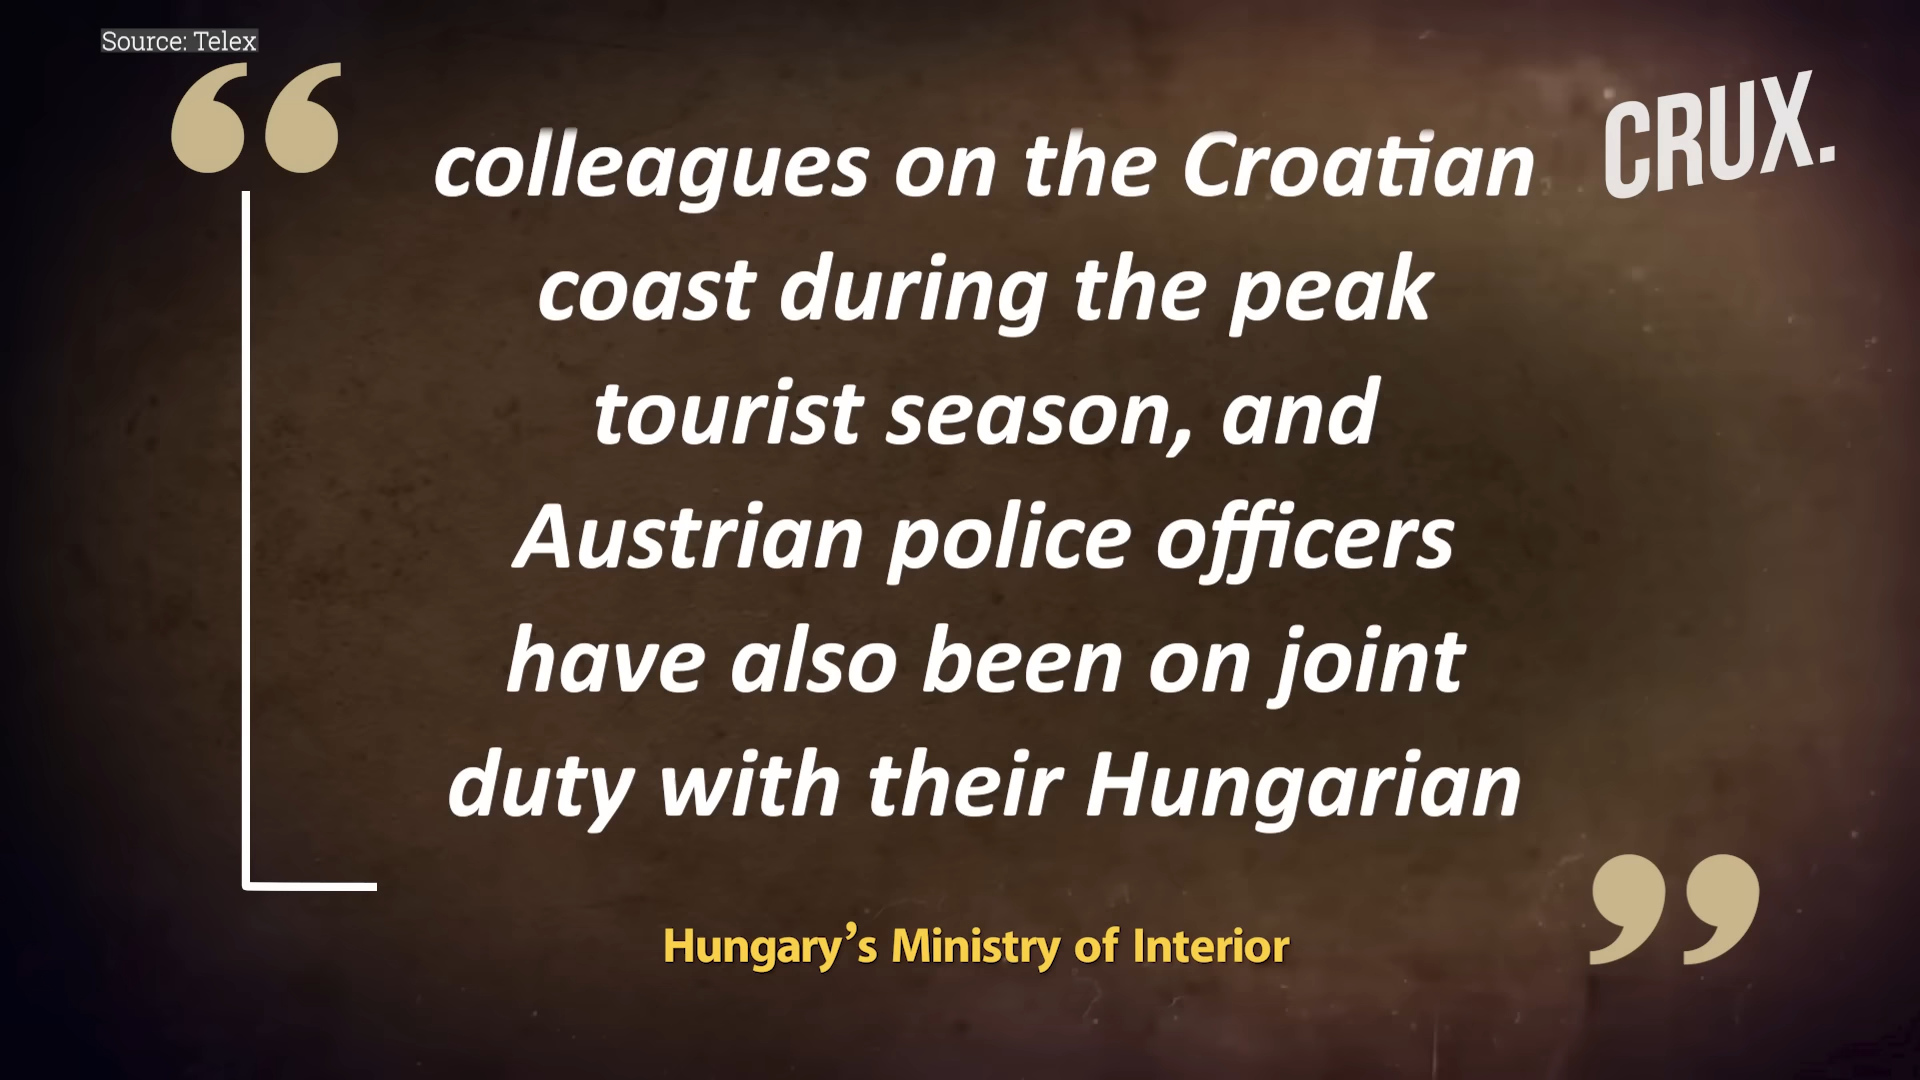 Source: Telex
“
CRUX.
colleagues on the Croatian
coast during the peak
tourist season, and
Austrian police officers
have also been on joint
duty with their Hungarian
”
Hungary’s Ministry of Interior